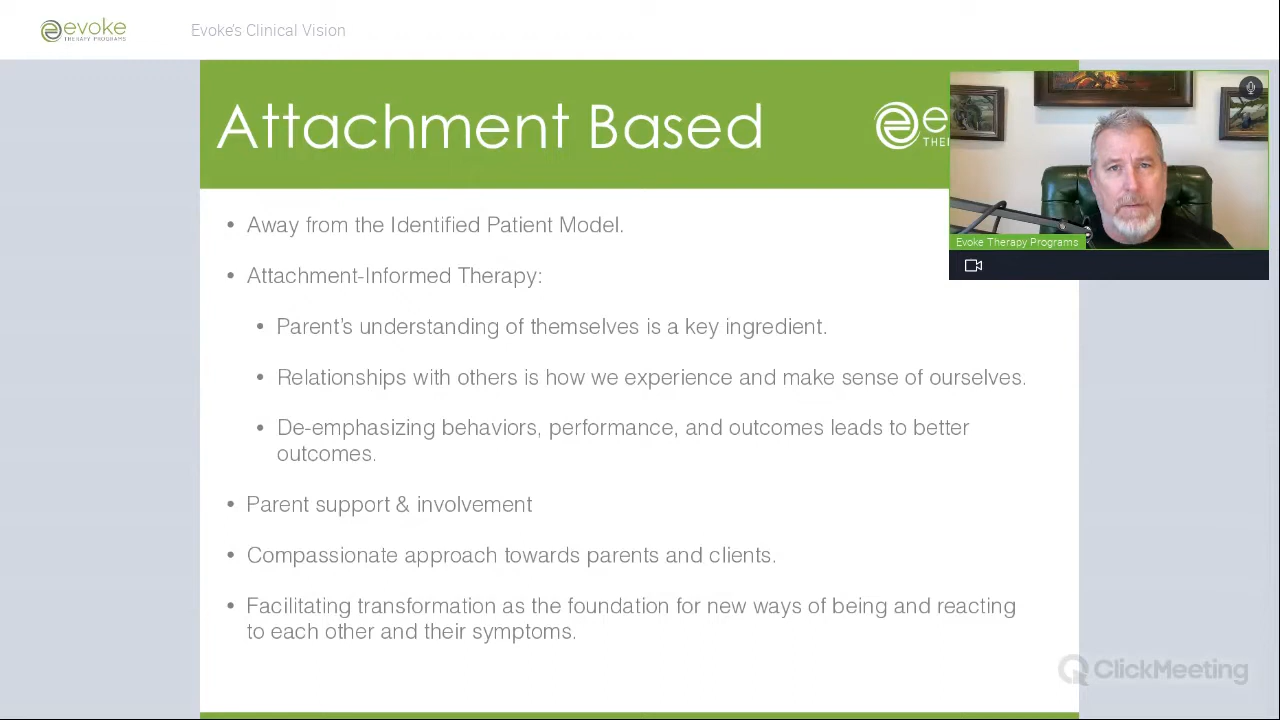 evoke
THERAPY PROGRAMS
Evoke's Clinical Vision
Attachment Based
e
THE
Evoke Therapy Programs
• Away from the Identified Patient Model.
• Attachment-Informed Therapy:
• Parent's understanding of themselves is a key ingredient.
• Relationships with others is how we experience and make sense of ourselves.
• De-emphasizing behaviors, performance, and outcomes leads to better
outcomes.
• Parent support & involvement
• Compassionate approach towards parents and clients.
• Facilitating transformation as the foundation for new ways of being and reacting
to each other and their symptoms.
ClickMeeting